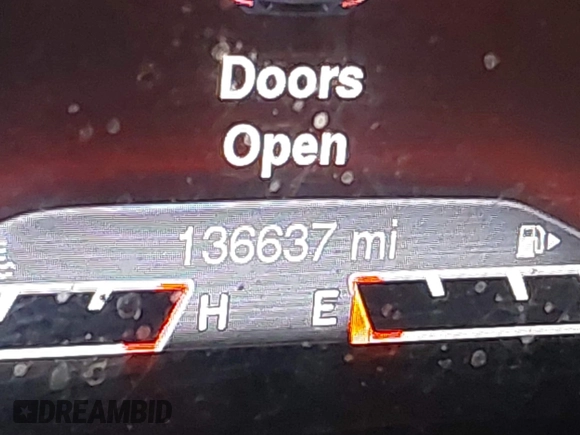 Doors
Open
136637 mi
H E
DREAMBID